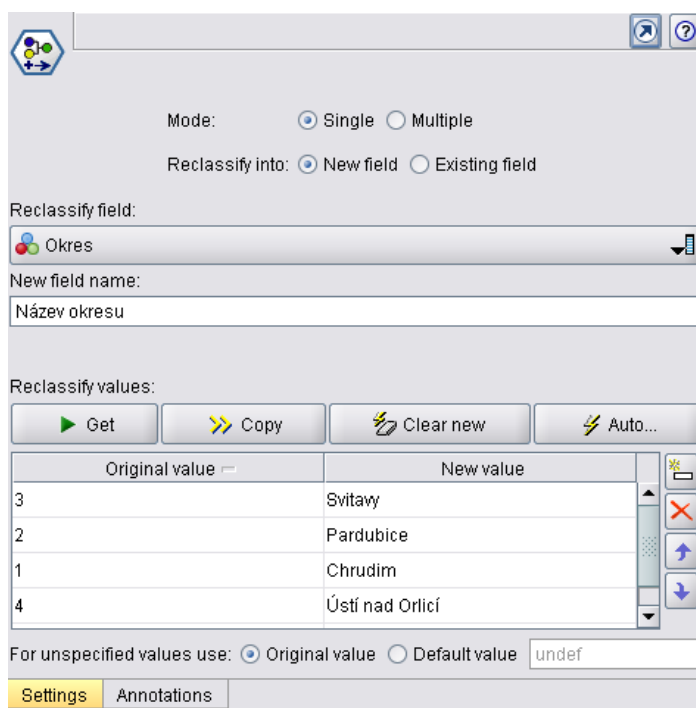 Mode: Single Multiple
Reclassify into: New field Existing field
Reclassify field:
Okres
New field name:
Název okresu
Reclassify values:
Get Copy Clear new Auto...
Original value New value
3 Svitavy
2 Pardubice
1 Chrudim
4 Ústí nad Orlicí
For unspecified values use: Original value Default value undef
Settings Annotations